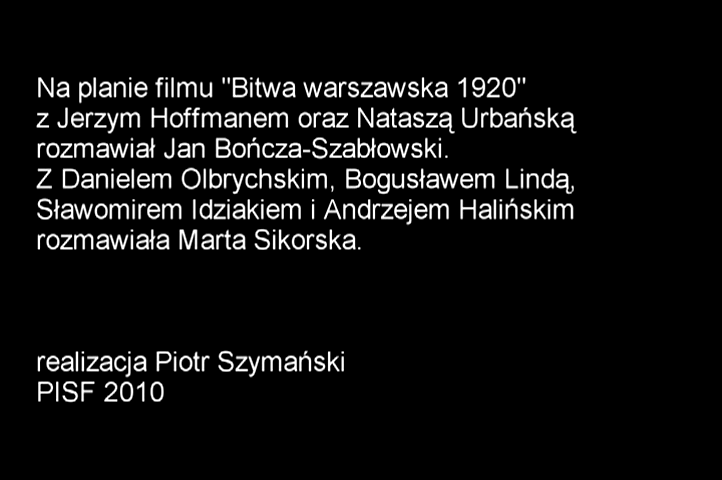 Na planie filmu "Bitwa warszawska 1920"
z Jerzym Hoffmanem oraz Nataszą Urbańską
rozmawiał Jan Bończa-Szabłowski.
Z Danielem Olbrychskim, Bogusławem Lindą,
Sławomirem Idziakiem i Andrzejem Halińskim
rozmawiała Marta Sikorska.
realizacja Piotr Szymański
PISF 2010